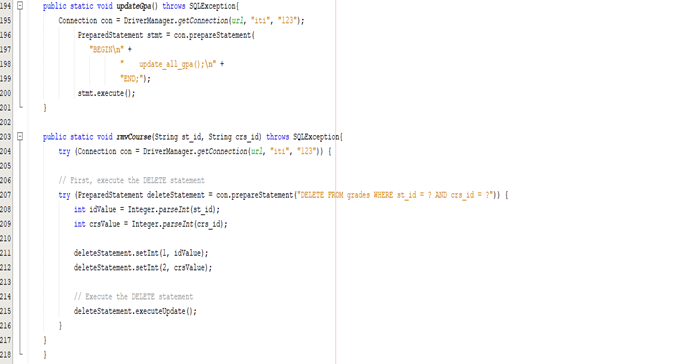 194 public static void updateGpa() throws SQLException{
195 Connection con = DriverManager.getConnection(url, "iti", "123");
196 PreparedStatement stmt = con.prepareStatement(
197 "BEGIN\n" +
198 "    update_all_gpa();\n" +
199 "END;");
200 stmt.execute();
201 }
202
203 public static void rmvCourse(String st_id, String crs_id) throws SQLException{
204 try (Connection con = DriverManager.getConnection(url, "iti", "123")) {
205
206 // First, execute the DELETE statement
207 try (PreparedStatement deleteStatement = con.prepareStatement("DELETE FROM grades WHERE st_id = ? AND crs_id = ?")) {
208 int idValue = Integer.parseInt(st_id);
209 int crsValue = Integer.parseInt(crs_id);
210
211 deleteStatement.setInt(1, idValue);
212 deleteStatement.setInt(2, crsValue);
213
214 // Execute the DELETE statement
215 deleteStatement.executeUpdate();
216 }
217 }
218 }